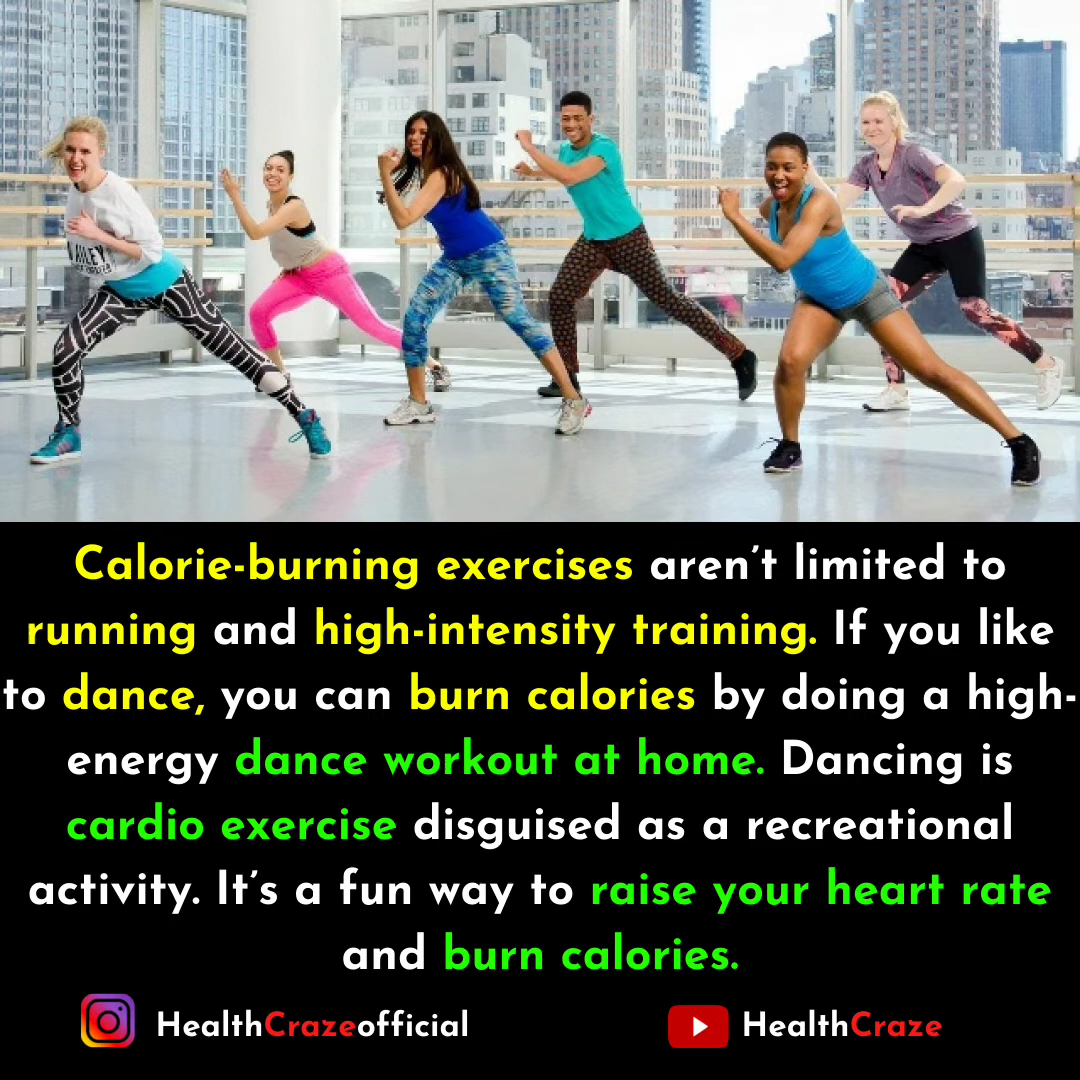 AILEY
Calorie-burning exercises aren't limited to
running and high-intensity training. If you like
to dance, you can burn calories by doing a high-
energy dance workout at home. Dancing is
cardio exercise disguised as a recreational
activity. It's a fun way to raise your heart rate
and burn calories.
HealthCrazeofficial
HealthCraze